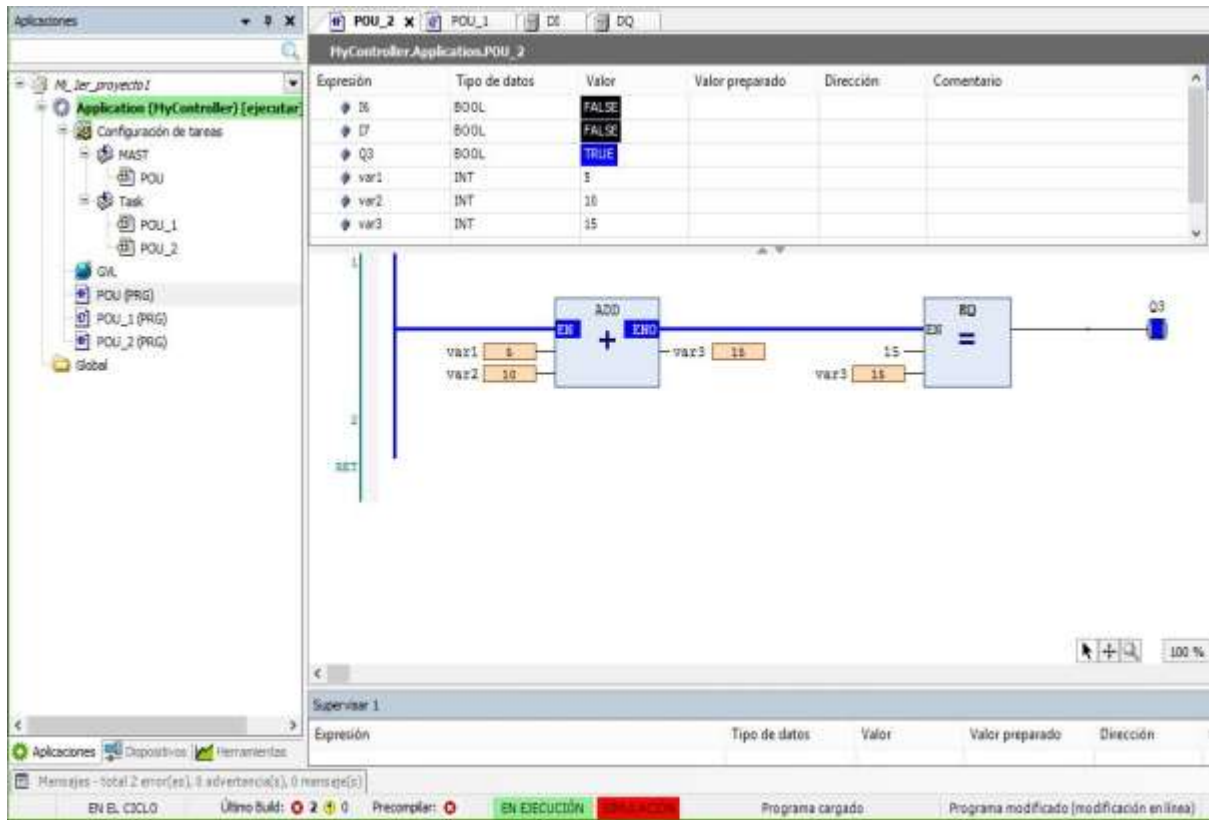 Aplicaciones
POU_2 POU_1 DI DQ
MyController.Application.POU_2
Mi_1er_proyecto1
Application (MyController) [ejecutar]
Configuración de tareas
MAST
POU
Task
POU_1
POU_2
GVL
POU (PRG)
POU_1 (PRG)
POU_2 (PRG)
Global
Expresión Tipo de datos Valor Valor preparado Dirección Comentario
I6 BOOL FALSE
I7 BOOL FALSE
Q3 BOOL TRUE
var1 INT 5
var2 INT 10
var3 INT 15
1
ADD EQ Q3
EN ENO EN
+ =
var1 5 var3 15 15
var2 10 var3 15
2
RET
100 %
Supervisar 1
Expresión Tipo de datos Valor Valor preparado Dirección
Aplicaciones Dispositivos Herramientas
Mensajes - total 2 error(es), 0 advertencia(s), 0 mensaje(s)
EN EL CICLO Último Build: 2 0 Precompilar: EN EJECUCIÓN SIMULACIÓN Programa cargado Programa modificado (modificación en línea)